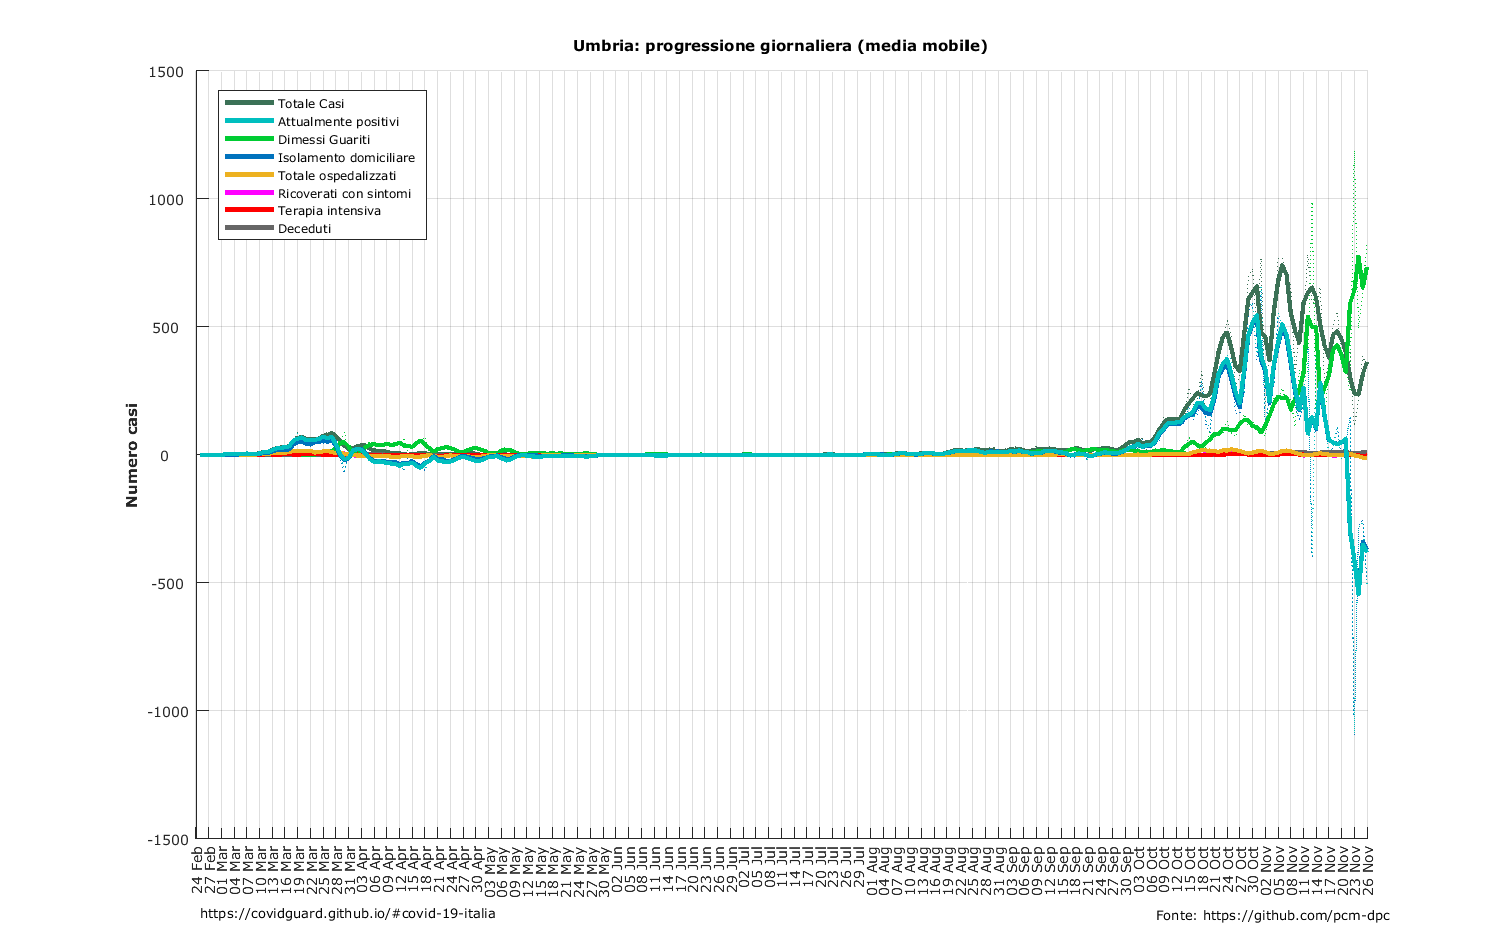 Umbria: progressione giornaliera (media mobile)
1500
1000
500
0
-500
-1000
-1500
Numero casi
Totale Casi
Attualmente positivi
Dimessi Guariti
Isolamento domiciliare
Totale ospedalizzati
Ricoverati con sintomi
Terapia intensiva
Deceduti
24 Feb
27 Feb
01 Mar
04 Mar
07 Mar
10 Mar
13 Mar
16 Mar
19 Mar
22 Mar
25 Mar
28 Mar
31 Mar
03 Apr
06 Apr
09 Apr
12 Apr
15 Apr
18 Apr
21 Apr
24 Apr
27 Apr
30 Apr
03 May
06 May
09 May
12 May
15 May
18 May
21 May
24 May
27 May
30 May
02 Jun
05 Jun
08 Jun
11 Jun
14 Jun
17 Jun
20 Jun
23 Jun
26 Jun
29 Jun
02 Jul
05 Jul
08 Jul
11 Jul
14 Jul
17 Jul
20 Jul
23 Jul
26 Jul
29 Jul
01 Aug
04 Aug
07 Aug
10 Aug
13 Aug
16 Aug
19 Aug
22 Aug
25 Aug
28 Aug
31 Aug
03 Sep
06 Sep
09 Sep
12 Sep
15 Sep
18 Sep
21 Sep
24 Sep
27 Sep
30 Sep
03 Oct
06 Oct
09 Oct
12 Oct
15 Oct
18 Oct
21 Oct
24 Oct
27 Oct
30 Oct
02 Nov
05 Nov
08 Nov
11 Nov
14 Nov
17 Nov
20 Nov
23 Nov
26 Nov
https://covidguard.github.io/#covid-19-italia
Fonte: https://github.com/pcm-dpc